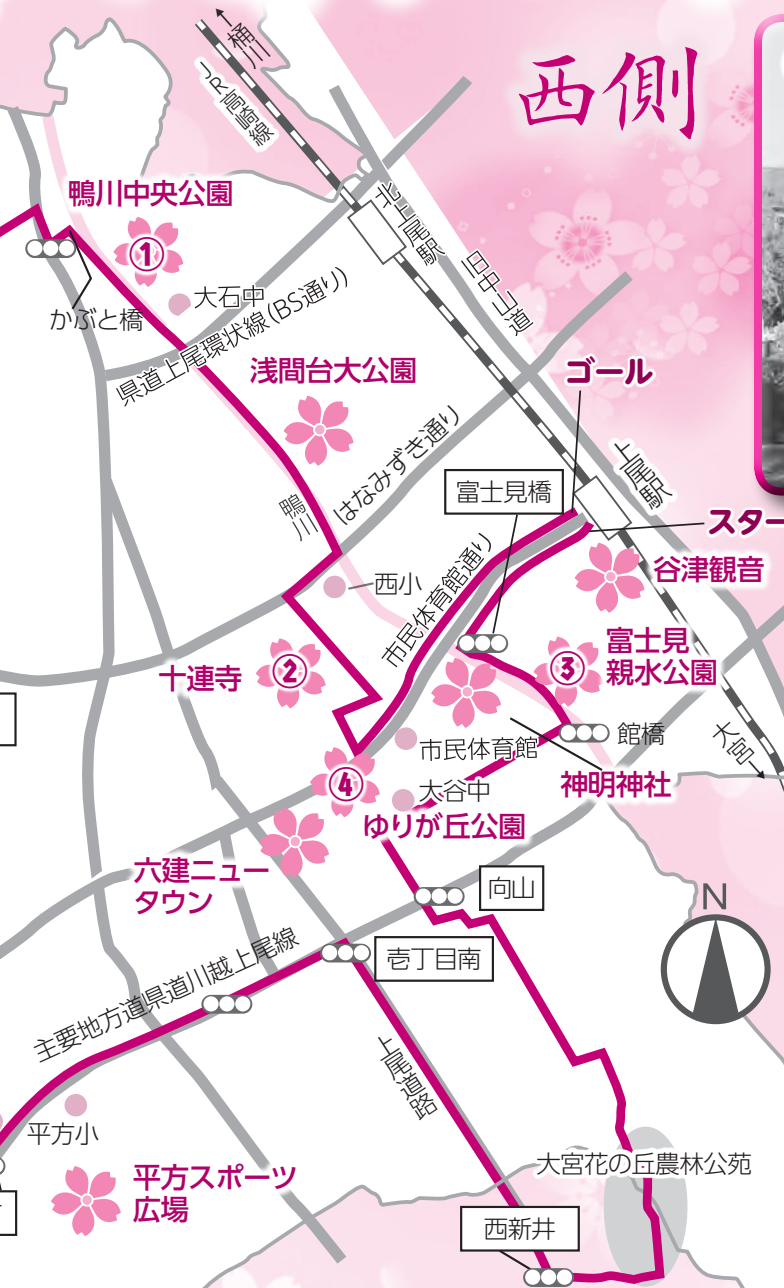 西側
←桶川
JR高崎線
鴨川中央公園
①
北上尾駅
旧中山道
大石中
かぶと橋
県道上尾環状線(BS通り)
浅間台大公園
ゴール
はなみずき通り
鴨川
富士見橋
上尾駅
スター
谷津観音
市民体育館通り
西小
富士見
親水公園
③
十連寺
②
館橋
大宮→
市民体育館
神明神社
④
大谷中
ゆりが丘公園
六建ニュー
タウン
向山
N
壱丁目南
主要地方道県道川越上尾線
上尾道路
平方小
大宮花の丘農林公苑
平方スポーツ
広場
西新井